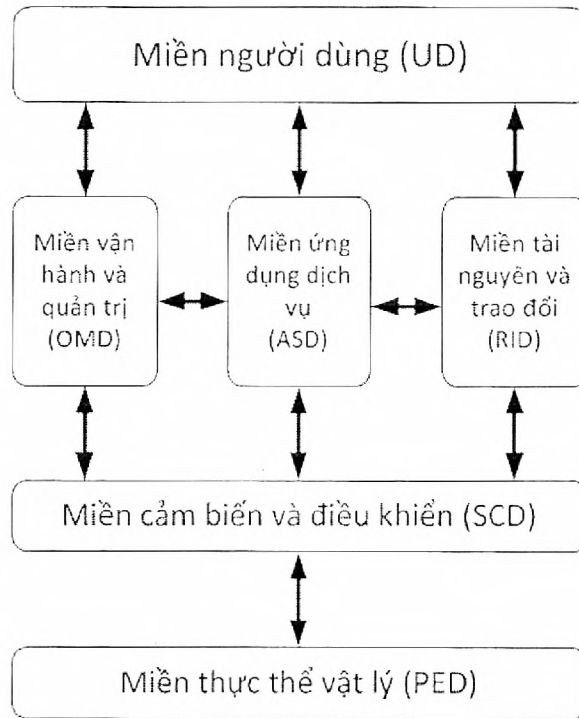 Miền người dùng (UD)
Miền vận
hành và
quản trị
(OMD)
Miền ứng
dụng dịch
vụ
(ASD)
Miền tài
nguyên và
trao đổi
(RID)
Miền cảm biến và điều khiển (SCD)
Miền thực thể vật lý (PED)